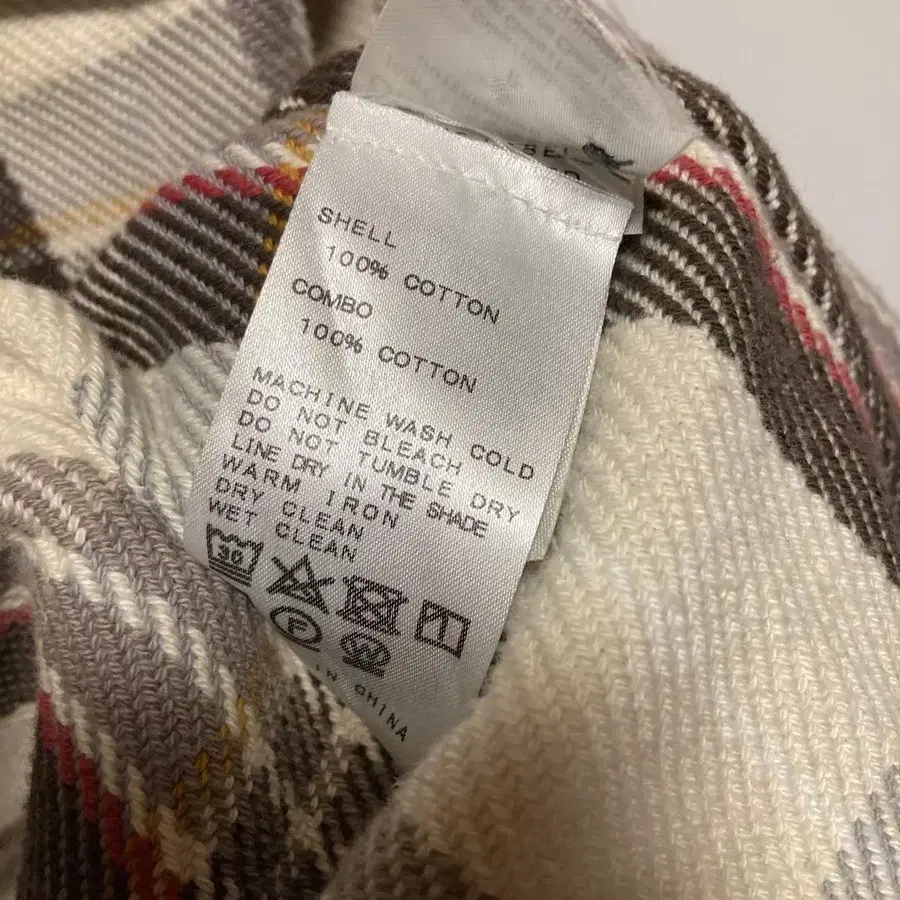 SHELL
100% COTTON
COMBO
100% COTTON
MACHINE WASH COLD
DO NOT BLEACH
DO NOT TUMBLE DRY
LINE DRY IN THE SHADE
WARM IRON
DRY CLEAN
WET CLEAN
30
F W
IN CHINA